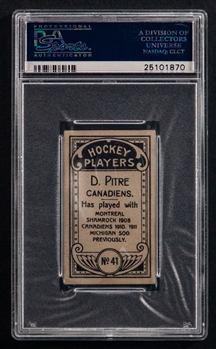 PROFESSIONAL
Sports
AUTHENTICATOR
A DIVISION OF
COLLECTORS
UNIVERSE
NASDAQ: CLCT
25101870
HOCKEY
PLAYERS
D. PITRE
CANADIENS.
Has played with
MONTREAL
SHAMROCK 1908
CANADIENS 1910. 1911
MICHIGAN SOO
PREVIOUSLY.
No 41